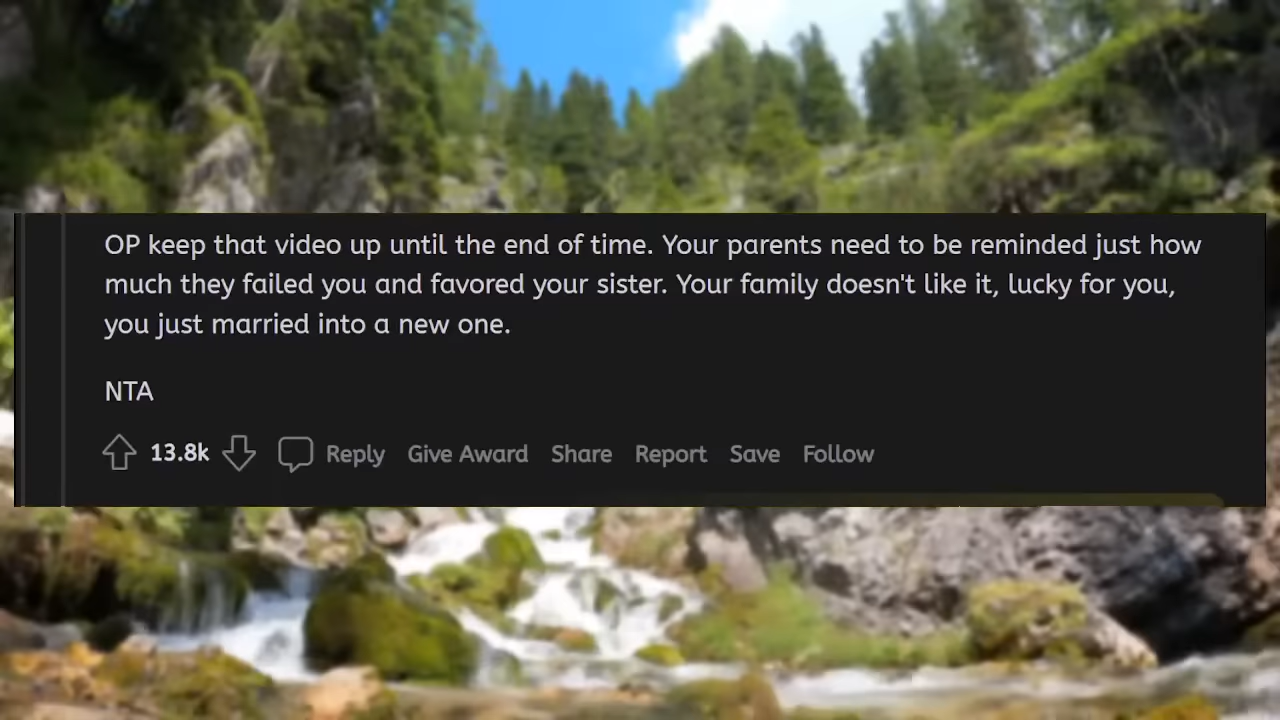 OP keep that video up until the end of time. Your parents need to be reminded just how
much they failed you and favored your sister. Your family doesn't like it, lucky for you,
you just married into a new one.
NTA
13.8k Reply Give Award Share Report Save Follow